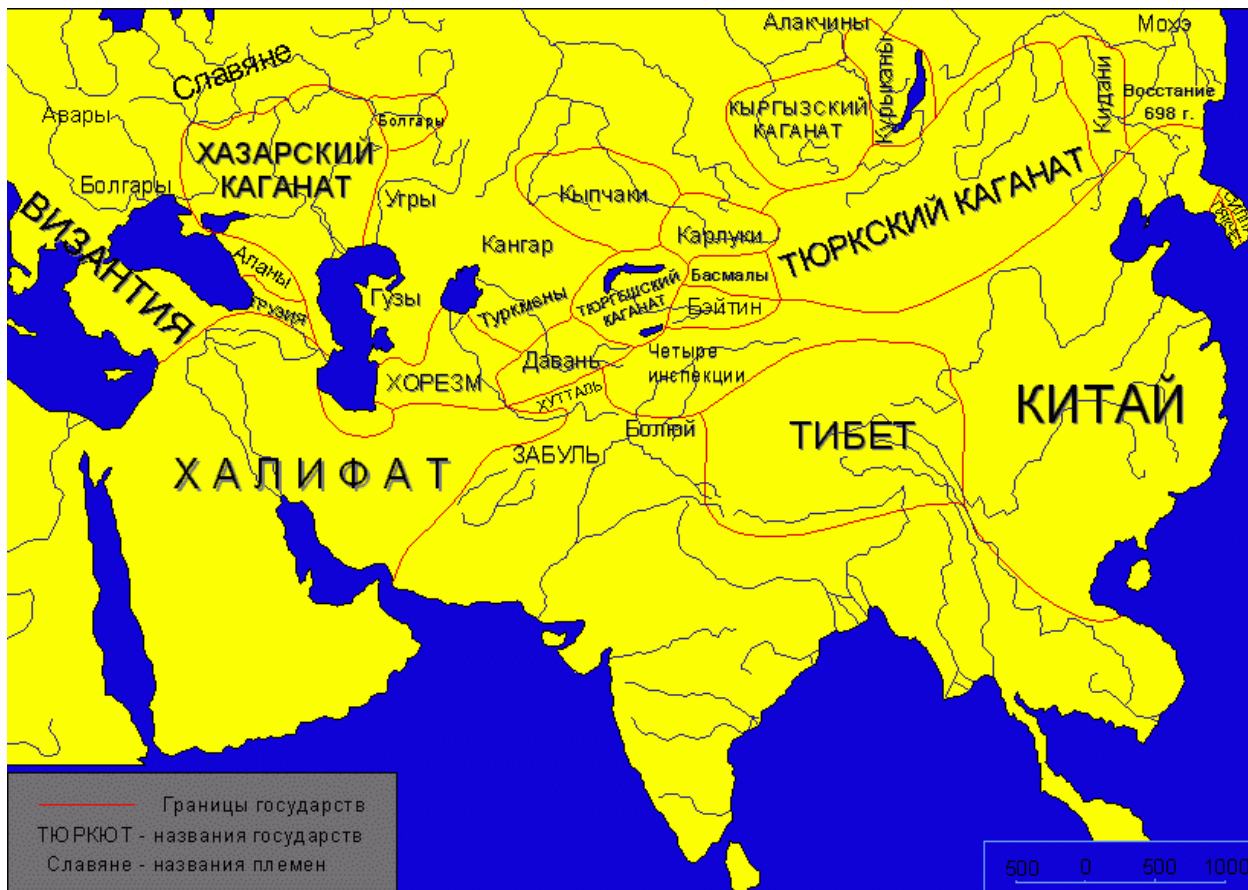 Алакчины
Мохэ
Славяне
Курыканы
Кидани
Восстание
698 г.
Авары
Болгары
КЫРГЫЗСКИЙ
КАГАНАТ
ХАЗАРСКИЙ
КАГАНАТ
Болгары
Угры
Кыпчаки
ТЮРКСКИЙ КАГАНАТ
ВИЗАНТИЯ
Кангар
Карлуки
Аланы
Басмалы
ГРУЗИЯ
Гузы
Туркмены
ТЮРГЕШСКИЙ
КАГАНАТ
Бэйтин
Давань
Четыре
инспекции
ХОРЕЗМ
ХУТТАЛЬ
КИТАЙ
Болюй
ТИБЕТ
ЗАБУЛЬ
ХАЛИФАТ
Границы государств
ТЮРКЮТ - названия государств
Славяне - названия племен
500 0 500 1000